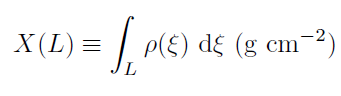 X(L) ≡ ∫_L ρ(ξ) dξ (g cm⁻²)